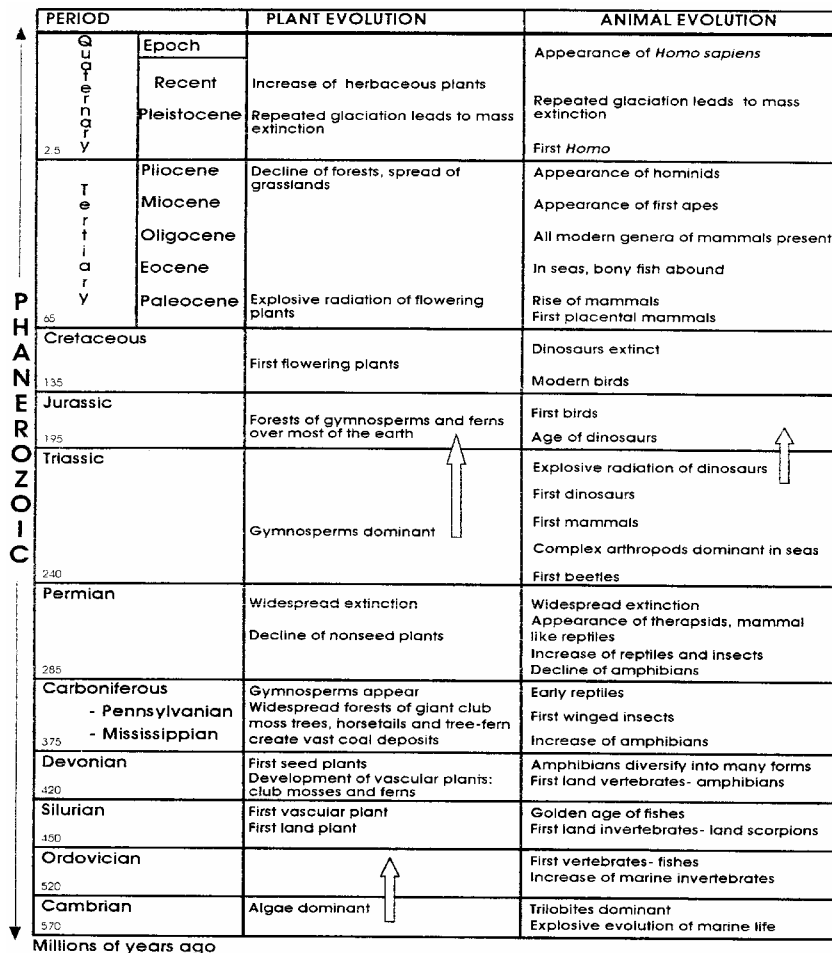 PERIOD PLANT EVOLUTION ANIMAL EVOLUTION
Quaternary
Epoch
Recent
Pleistocene
2.5
Increase of herbaceous plants
Repeated glaciation leads to mass
extinction
Appearance of Homo sapiens
Repeated glaciation leads to mass
extinction
First Homo
Tertiary
Pliocene
Miocene
Oligocene
Eocene
Paleocene
65
Decline of forests, spread of
grasslands
Explosive radiation of flowering
plants
Appearance of hominids
Appearance of first apes
All modern genera of mammals present
In seas, bony fish abound
Rise of mammals
First placental mammals
PHANEROZOIC
Cretaceous
135
First flowering plants
Dinosaurs extinct
Modern birds
Jurassic
195
Forests of gymnosperms and ferns
over most of the earth
First birds
Age of dinosaurs
Triassic
240
Gymnosperms dominant
Explosive radiation of dinosaurs
First dinosaurs
First mammals
Complex arthropods dominant in seas
First beetles
Permian
285
Widespread extinction
Decline of nonseed plants
Widespread extinction
Appearance of therapsids, mammal
like reptiles
Increase of reptiles and insects
Decline of amphibians
Carboniferous
- Pennsylvanian
- Mississippian
375
Gymnosperms appear
Widespread forests of giant club
moss trees, horsetails and tree-fern
create vast coal deposits
Early reptiles
First winged insects
Increase of amphibians
Devonian
420
First seed plants
Development of vascular plants:
club mosses and ferns
Amphibians diversify into many forms
First land vertebrates- amphibians
Silurian
450
First vascular plant
First land plant
Golden age of fishes
First land invertebrates- land scorpions
Ordovician
520
First vertebrates- fishes
Increase of marine invertebrates
Cambrian
570
Algae dominant
Trilobites dominant
Explosive evolution of marine life
Millions of years ago